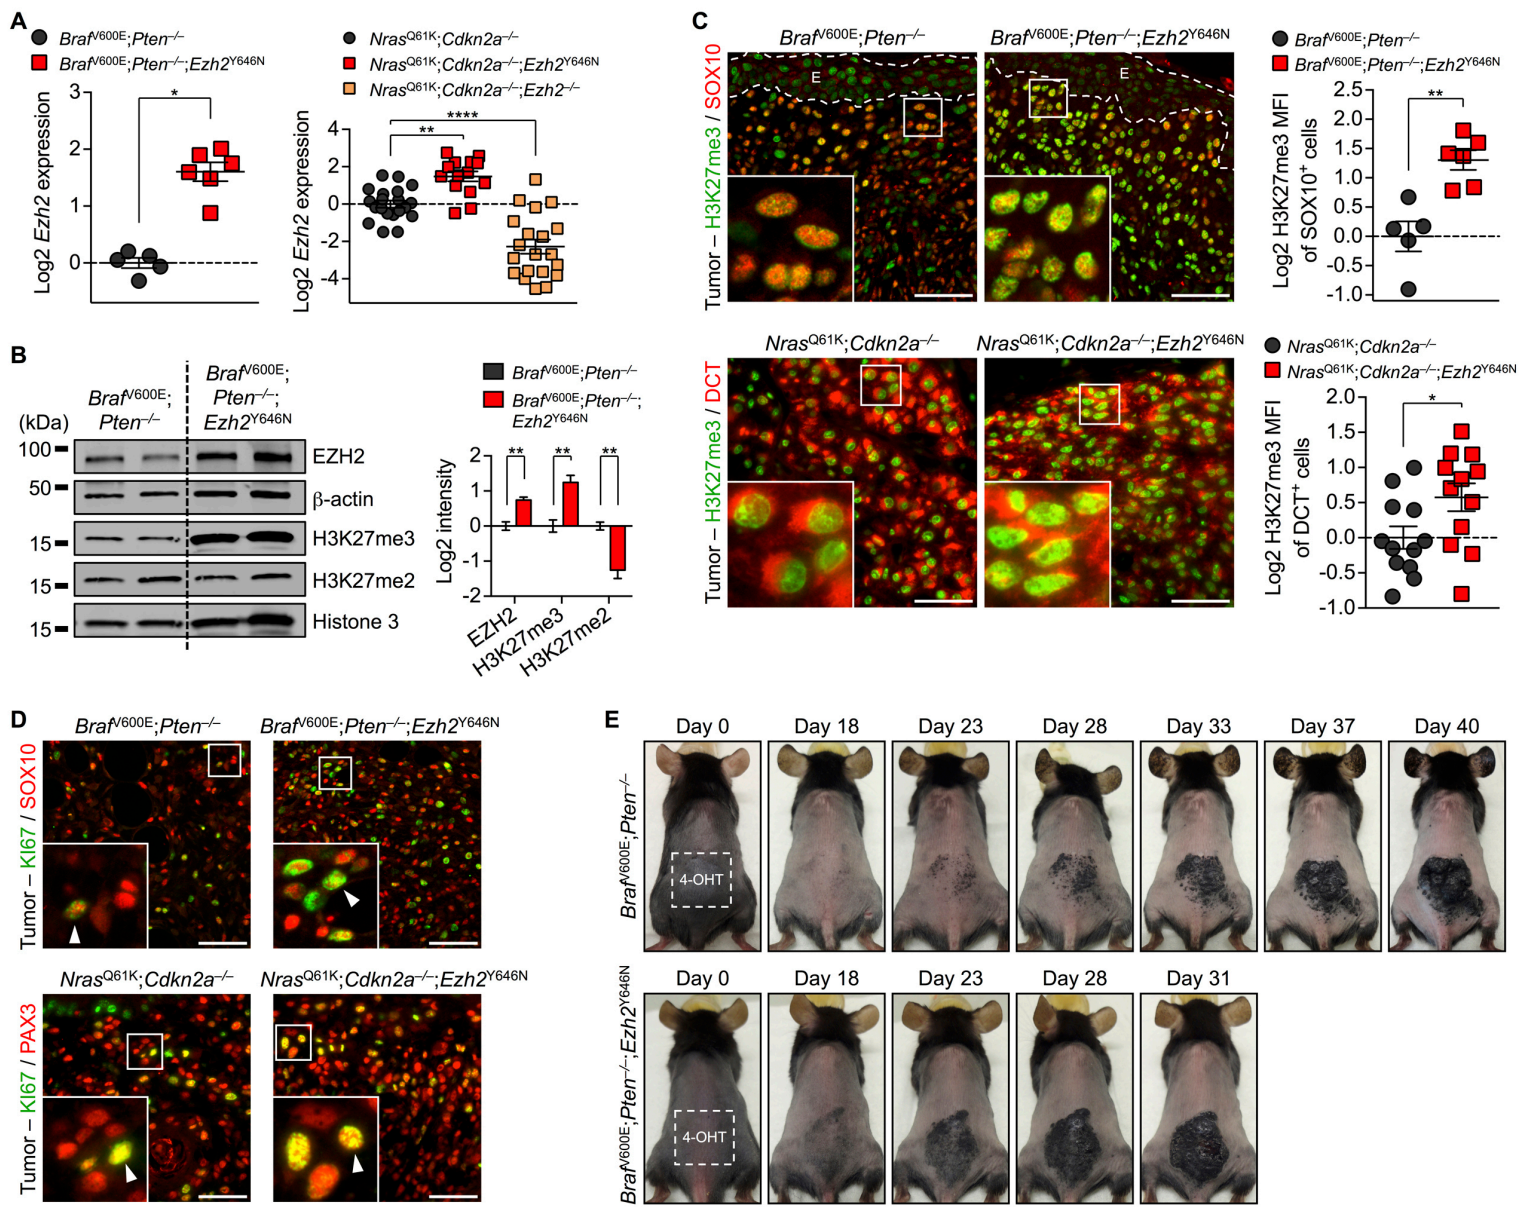 A
Braf^V600E;Pten–/–
Braf^V600E;Pten–/–;Ezh2^Y646N
Log2 Ezh2 expression
3
2
1
0
*
Nras^Q61K;Cdkn2a–/–
Nras^Q61K;Cdkn2a–/–;Ezh2^Y646N
Nras^Q61K;Cdkn2a–/–;Ezh2–/–
Log2 Ezh2 expression
4
2
0
-2
-4
****
**
B
(kDa)
Braf^V600E;
Pten–/–
Braf^V600E;
Pten–/–;
Ezh2^Y646N
100
EZH2
50
β-actin
15
H3K27me3
15
H3K27me2
15
Histone 3
Braf^V600E;Pten–/–
Braf^V600E;Pten–/–;
Ezh2^Y646N
Log2 intensity
2
1
0
-1
-2
** ** **
EZH2
H3K27me3
H3K27me2
C
Braf^V600E;Pten–/–
Braf^V600E;Pten–/–;Ezh2^Y646N
Tumor – H3K27me3 / SOX10
E
E
Braf^V600E;Pten–/–
Braf^V600E;Pten–/–;Ezh2^Y646N
Log2 H3K27me3 MFI
of SOX10+ cells
2.5
2.0
1.5
1.0
0.5
0.0
-0.5
-1.0
**
Nras^Q61K;Cdkn2a–/–
Nras^Q61K;Cdkn2a–/–;Ezh2^Y646N
Tumor – H3K27me3 / DCT
Nras^Q61K;Cdkn2a–/–
Nras^Q61K;Cdkn2a–/–;Ezh2^Y646N
Log2 H3K27me3 MFI
of DCT+ cells
2.0
1.5
1.0
0.5
0.0
-0.5
-1.0
*
D
Braf^V600E;Pten–/–
Braf^V600E;Pten–/–;Ezh2^Y646N
Tumor – KI67 / SOX10
Nras^Q61K;Cdkn2a–/–
Nras^Q61K;Cdkn2a–/–;Ezh2^Y646N
Tumor – KI67 / PAX3
E
Day 0 Day 18 Day 23 Day 28 Day 33 Day 37 Day 40
Braf^V600E;Pten–/–
4-OHT
Day 0 Day 18 Day 23 Day 28 Day 31
Braf^V600E;Pten–/–;Ezh2^Y646N
4-OHT